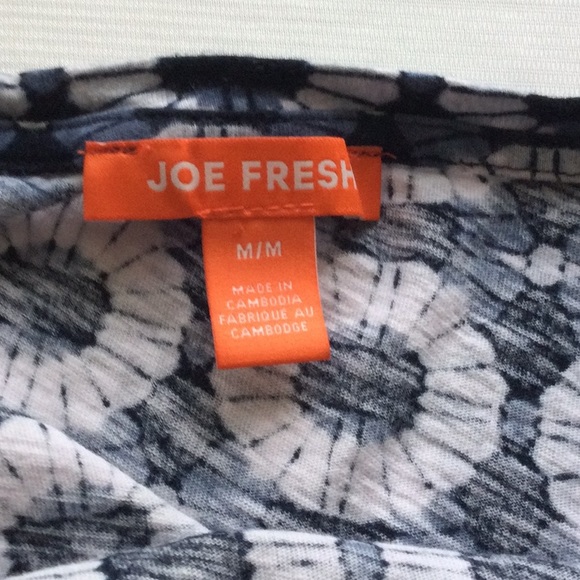 JOE FRESH
M/M
MADE IN
CAMBODIA
FABRIQUE AU
CAMBODGE